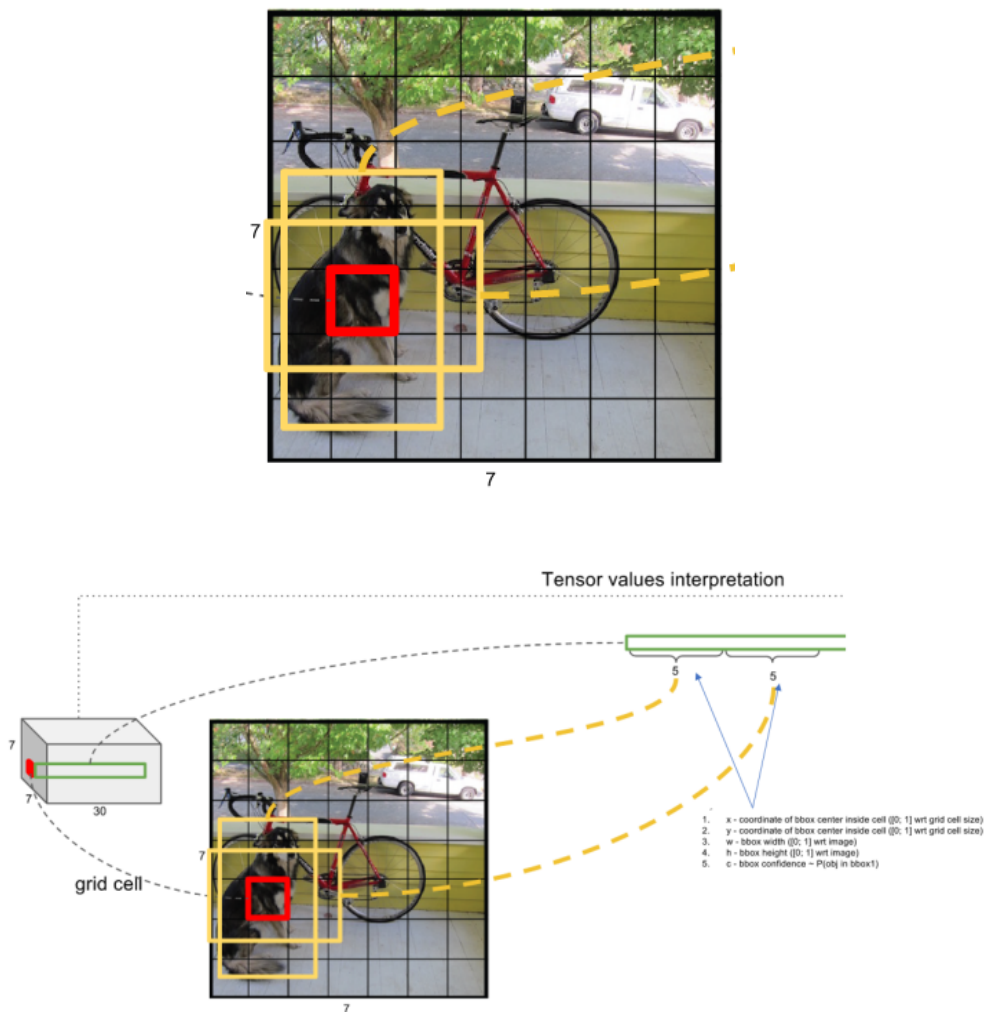 7
7
Tensor values interpretation
5
5
7
7
30
7
grid cell
1. x - coordinate of bbox center inside cell ([0; 1] wrt grid cell size)
2. y - coordinate of bbox center inside cell ([0; 1] wrt grid cell size)
3. w - bbox width ([0; 1] wrt image)
4. h - bbox height ([0; 1] wrt image)
5. c - bbox confidence ~ P(obj in bbox1)
7